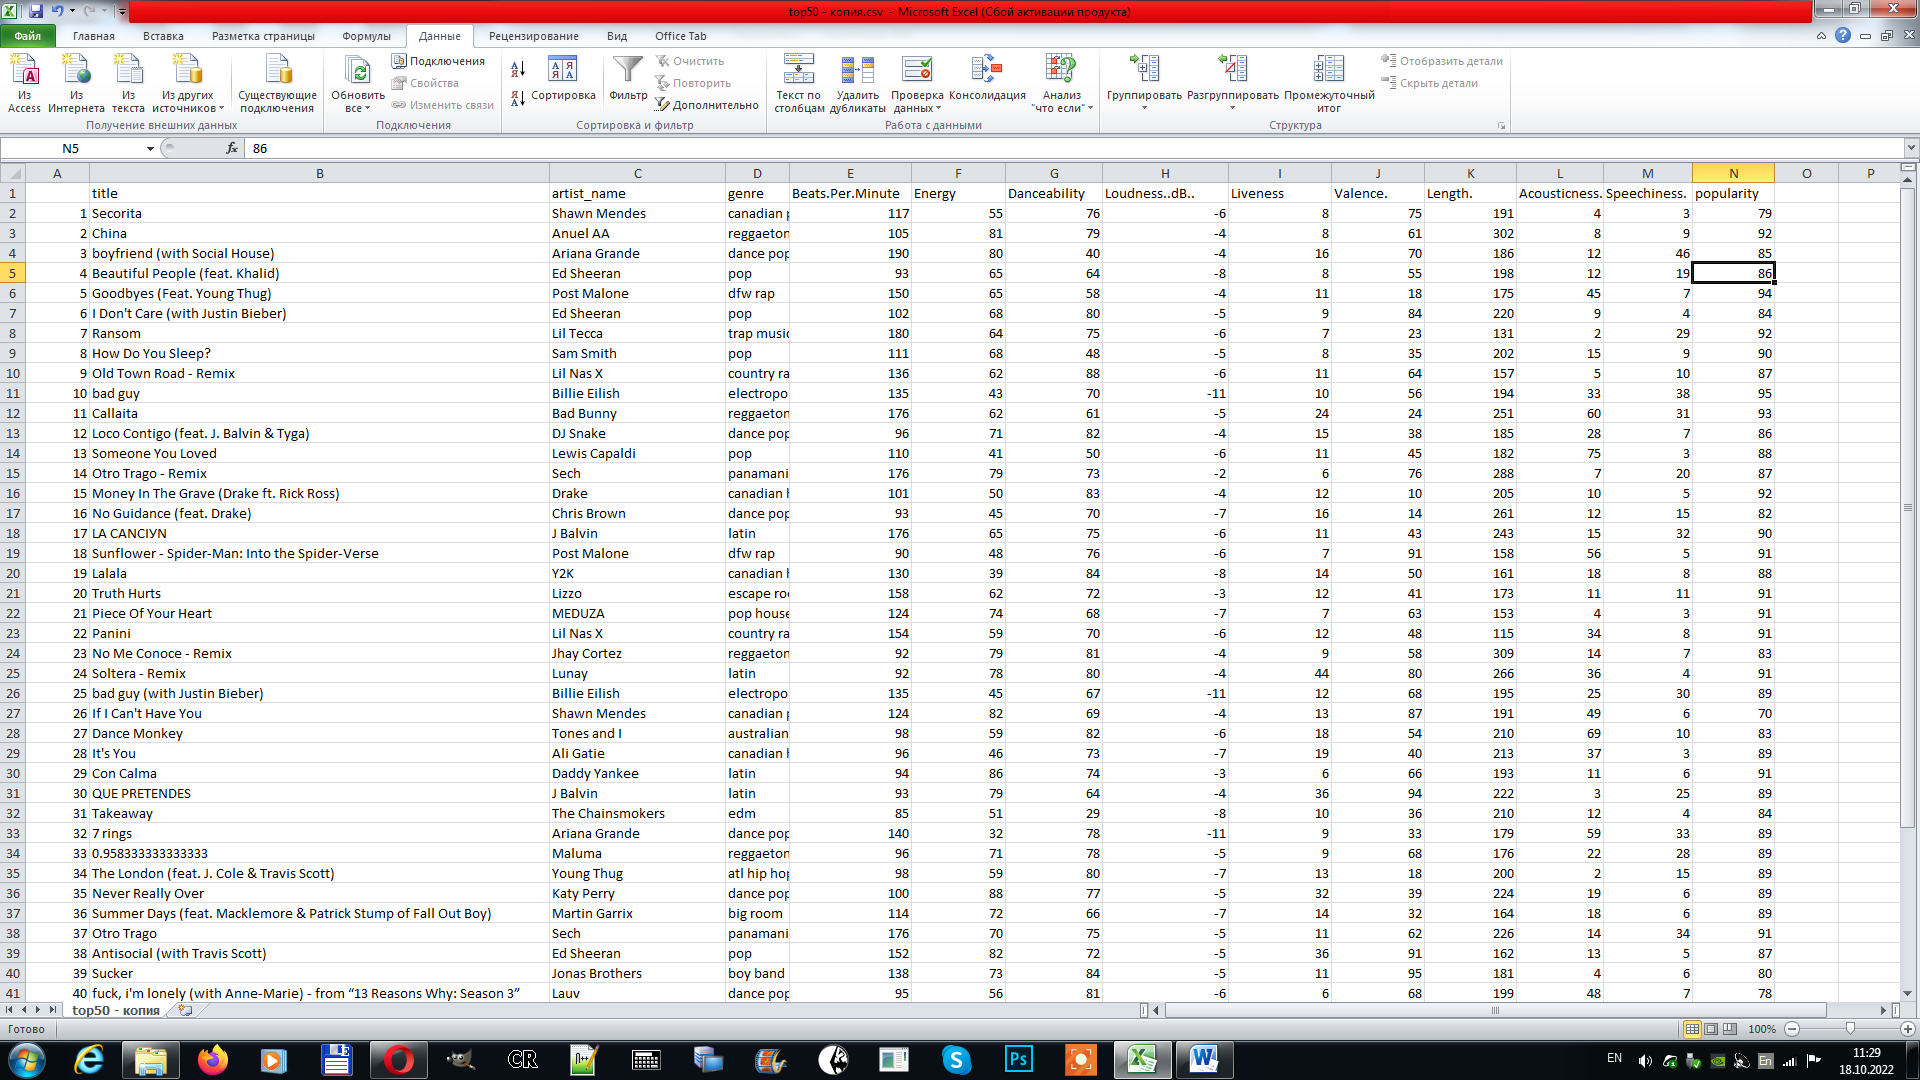 top50 - копия.csv - Microsoft Excel (Сбой активации продукта)
Файл Главная Вставка Разметка страницы Формулы Данные Рецензирование Вид Office Tab
Из Access Из Интернета Из текста Из других источников Существующие подключения Обновить все Подключения Свойства Изменить связи Сортировка Фильтр Очистить Повторить Дополнительно Текст по столбцам Удалить дубликаты Проверка данных Консолидация Анализ "что если" Группировать Разгруппировать Промежуточный итог Отобразить детали Скрыть детали
Получение внешних данных Подключения Сортировка и фильтр Работа с данными Структура
N5 fx 86
A B C D E F G H I J K L M N O P
1 title artist_name genre Beats.Per.Minute Energy Danceability Loudness..dB.. Liveness Valence. Length. Acousticness. Speechiness. popularity
2 1 Secorita Shawn Mendes canadian p 117 55 76 -6 8 75 191 4 3 79
3 2 China Anuel AA reggaeton 105 81 79 -4 8 61 302 8 9 92
4 3 boyfriend (with Social House) Ariana Grande dance pop 190 80 40 -4 16 70 186 12 46 85
5 4 Beautiful People (feat. Khalid) Ed Sheeran pop 93 65 64 -8 8 55 198 12 19 86
6 5 Goodbyes (Feat. Young Thug) Post Malone dfw rap 150 65 58 -4 11 18 175 45 7 94
7 6 I Don't Care (with Justin Bieber) Ed Sheeran pop 102 68 80 -5 9 84 220 9 4 84
8 7 Ransom Lil Tecca trap music 180 64 75 -6 7 23 131 2 29 92
9 8 How Do You Sleep? Sam Smith pop 111 68 48 -5 8 35 202 15 9 90
10 9 Old Town Road - Remix Lil Nas X country ra 136 62 88 -6 11 64 157 5 10 87
11 10 bad guy Billie Eilish electropo 135 43 70 -11 10 56 194 33 38 95
12 11 Callaita Bad Bunny reggaeton 176 62 61 -5 24 24 251 60 31 93
13 12 Loco Contigo (feat. J. Balvin & Tyga) DJ Snake dance pop 96 71 82 -4 15 38 185 28 7 86
14 13 Someone You Loved Lewis Capaldi pop 110 41 50 -6 11 45 182 75 3 88
15 14 Otro Trago - Remix Sech panamani 176 79 73 -2 6 76 288 7 20 87
16 15 Money In The Grave (Drake ft. Rick Ross) Drake canadian h 101 50 83 -4 12 10 205 10 5 92
17 16 No Guidance (feat. Drake) Chris Brown dance pop 93 45 70 -7 16 14 261 12 15 82
18 17 LA CANCIУN J Balvin latin 176 65 75 -6 11 43 243 15 32 90
19 18 Sunflower - Spider-Man: Into the Spider-Verse Post Malone dfw rap 90 48 76 -6 7 91 158 56 5 91
20 19 Lalala Y2K canadian h 130 39 84 -8 14 50 161 18 8 88
21 20 Truth Hurts Lizzo escape roo 158 62 72 -3 12 41 173 11 11 91
22 21 Piece Of Your Heart MEDUZA pop house 124 74 68 -7 7 63 153 4 3 91
23 22 Panini Lil Nas X country ra 154 59 70 -6 12 48 115 34 8 91
24 23 No Me Conoce - Remix Jhay Cortez reggaeton 92 79 81 -4 9 58 309 14 7 83
25 24 Soltera - Remix Lunay latin 92 78 80 -4 44 80 266 36 4 91
26 25 bad guy (with Justin Bieber) Billie Eilish electropo 135 45 67 -11 12 68 195 25 30 89
27 26 If I Can't Have You Shawn Mendes canadian p 124 82 69 -4 13 87 191 49 6 70
28 27 Dance Monkey Tones and I australian 98 59 82 -6 18 54 210 69 10 83
29 28 It's You Ali Gatie canadian h 96 46 73 -7 19 40 213 37 3 89
30 29 Con Calma Daddy Yankee latin 94 86 74 -3 6 66 193 11 6 91
31 30 QUE PRETENDES J Balvin latin 93 79 64 -4 36 94 222 3 25 89
32 31 Takeaway The Chainsmokers edm 85 51 29 -8 10 36 210 12 4 84
33 32 7 rings Ariana Grande dance pop 140 32 78 -11 9 33 179 59 33 89
34 33 0.958333333333333 Maluma reggaeton 96 71 78 -5 9 68 176 22 28 89
35 34 The London (feat. J. Cole & Travis Scott) Young Thug atl hip hop 98 59 80 -7 13 18 200 2 15 89
36 35 Never Really Over Katy Perry dance pop 100 88 77 -5 32 39 224 19 6 89
37 36 Summer Days (feat. Macklemore & Patrick Stump of Fall Out Boy) Martin Garrix big room 114 72 66 -7 14 32 164 18 6 89
38 37 Otro Trago Sech panamani 176 70 75 -5 11 62 226 14 34 91
39 38 Antisocial (with Travis Scott) Ed Sheeran pop 152 82 72 -5 36 91 162 13 5 87
40 39 Sucker Jonas Brothers boy band 138 73 84 -5 11 95 181 4 6 80
41 40 fuck, i'm lonely (with Anne-Marie) - from “13 Reasons Why: Season 3” Lauv dance pop 95 56 81 -6 6 68 199 48 7 78
top50 - копия
Готово 100%
CR Ps EN En 11:29
18.10.2022